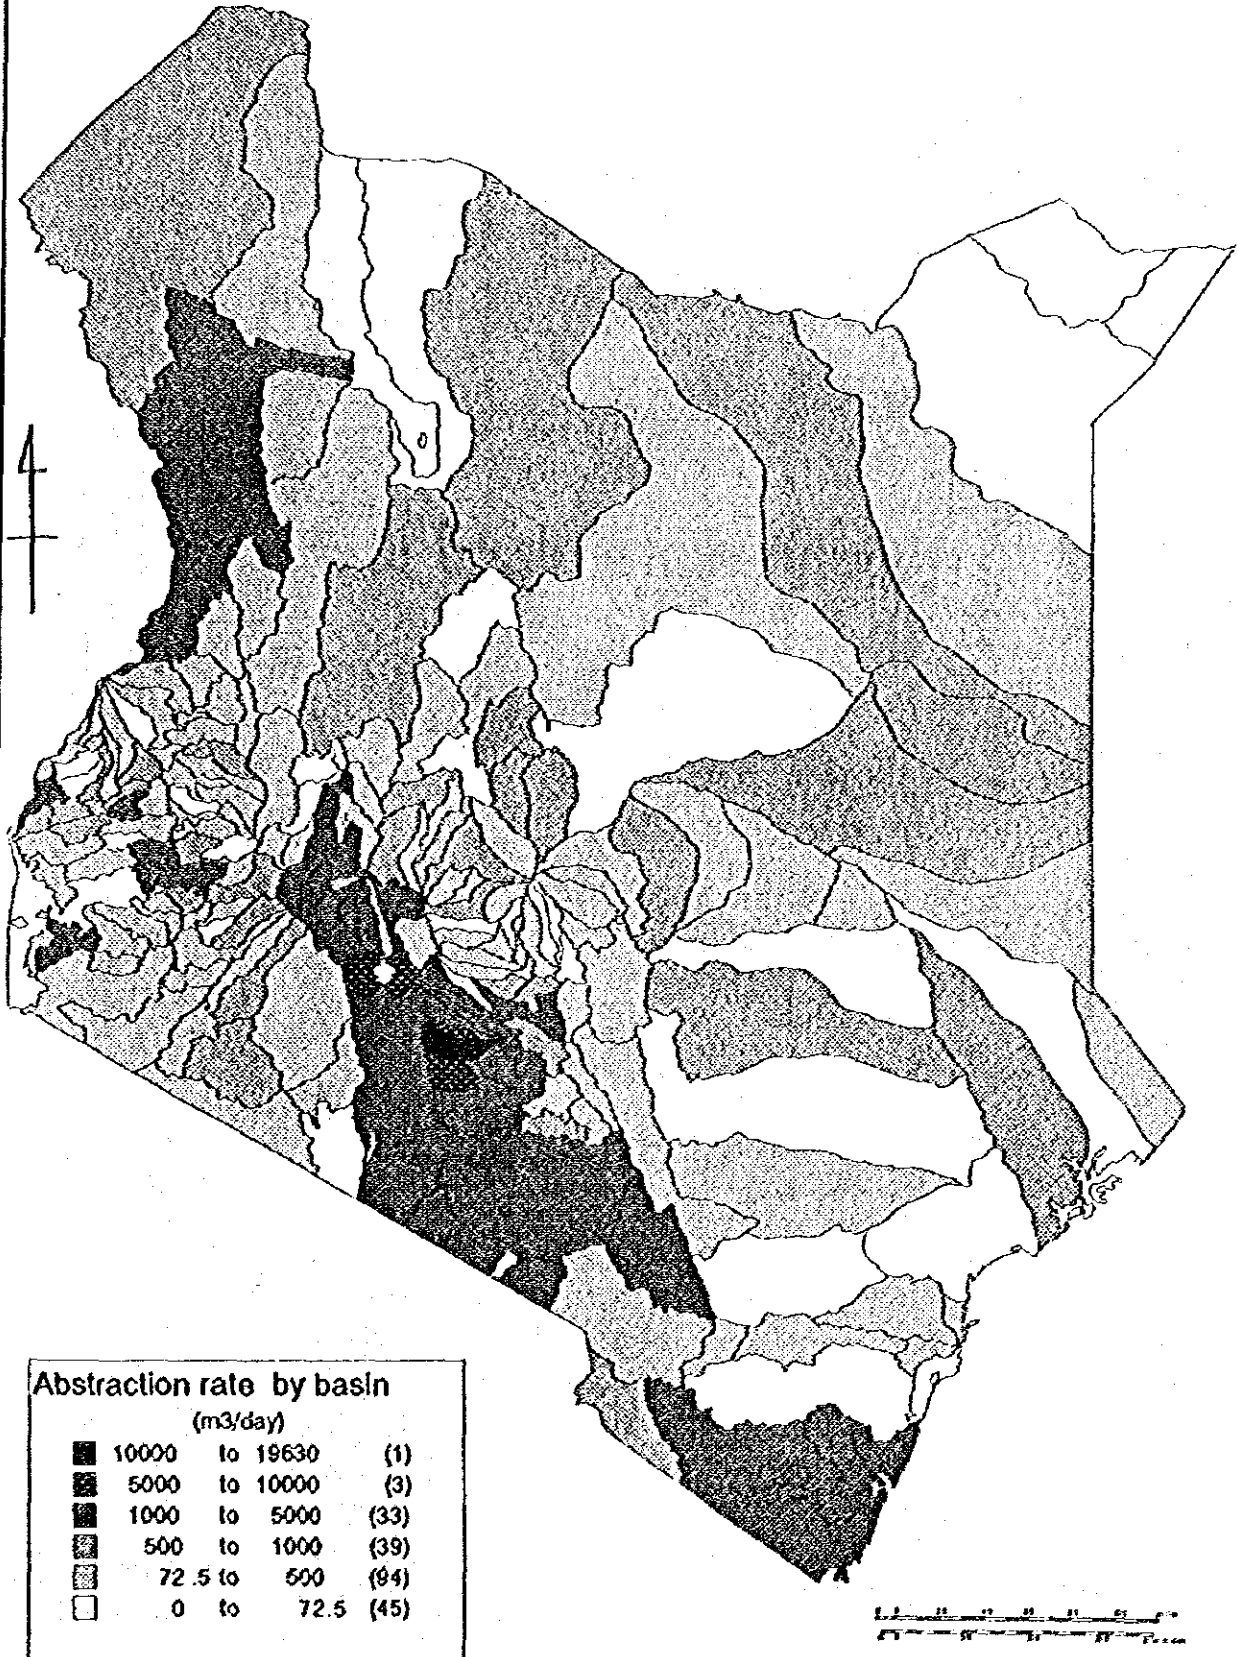 Abstraction rate by basin
(m3/day)
10000 to 19630 (1)
5000 to 10000 (3)
1000 to 5000 (33)
500 to 1000 (39)
72.5 to 500 (94)
0 to 72.5 (45)